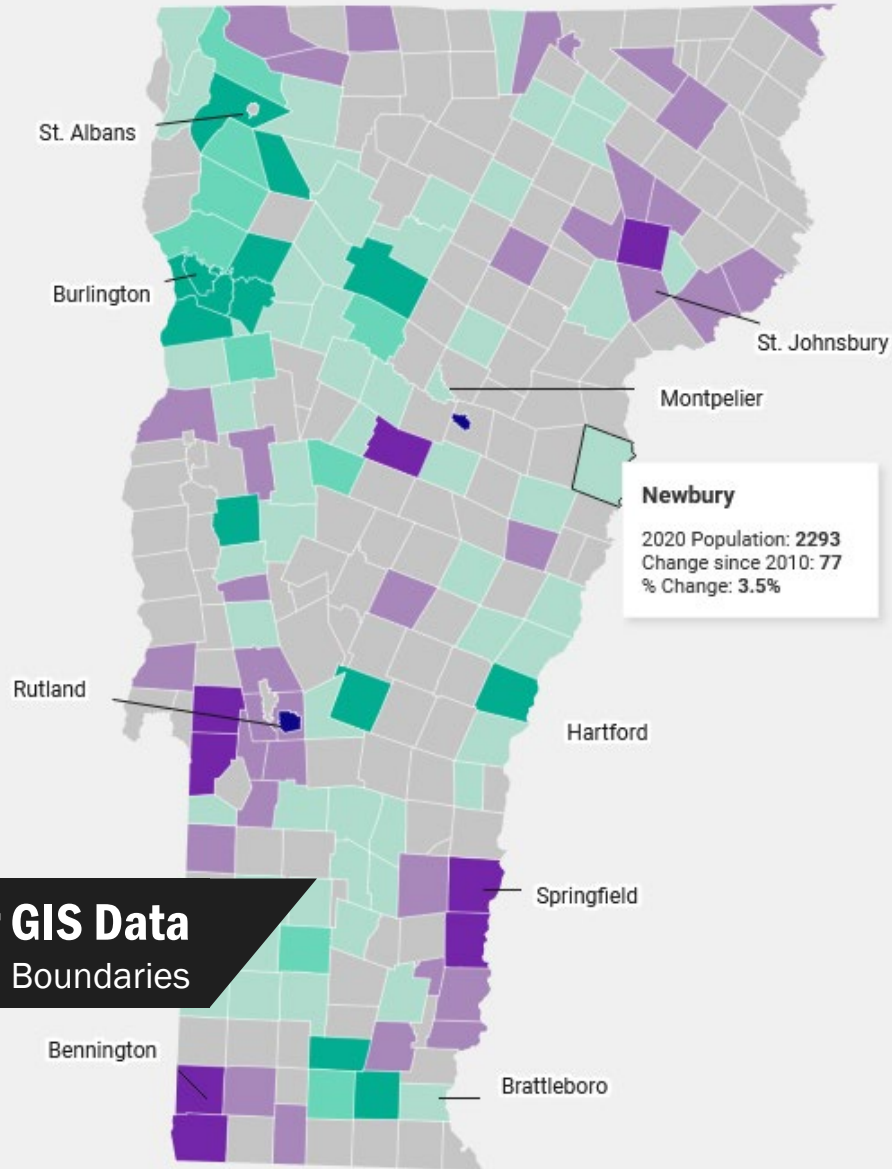 St. Albans
Burlington
St. Johnsbury
Montpelier
Newbury
2020 Population: 2293
Change since 2010: 77
% Change: 3.5%
Rutland
Hartford
Springfield
GIS Data
Boundaries
Bennington
Brattleboro